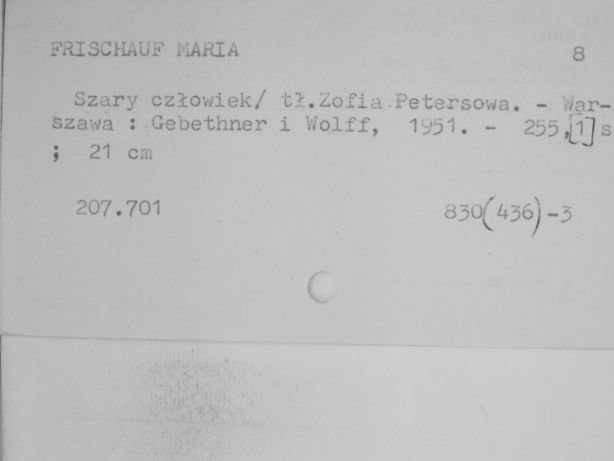 FRISCHAUF MARIA 8
Szary człowiek/ tł.Zofia Petersowa. - War-
szawa : Gebethner i Wolff, 1951. - 255,[1] s
; 21 cm
207.701 830(436)-3